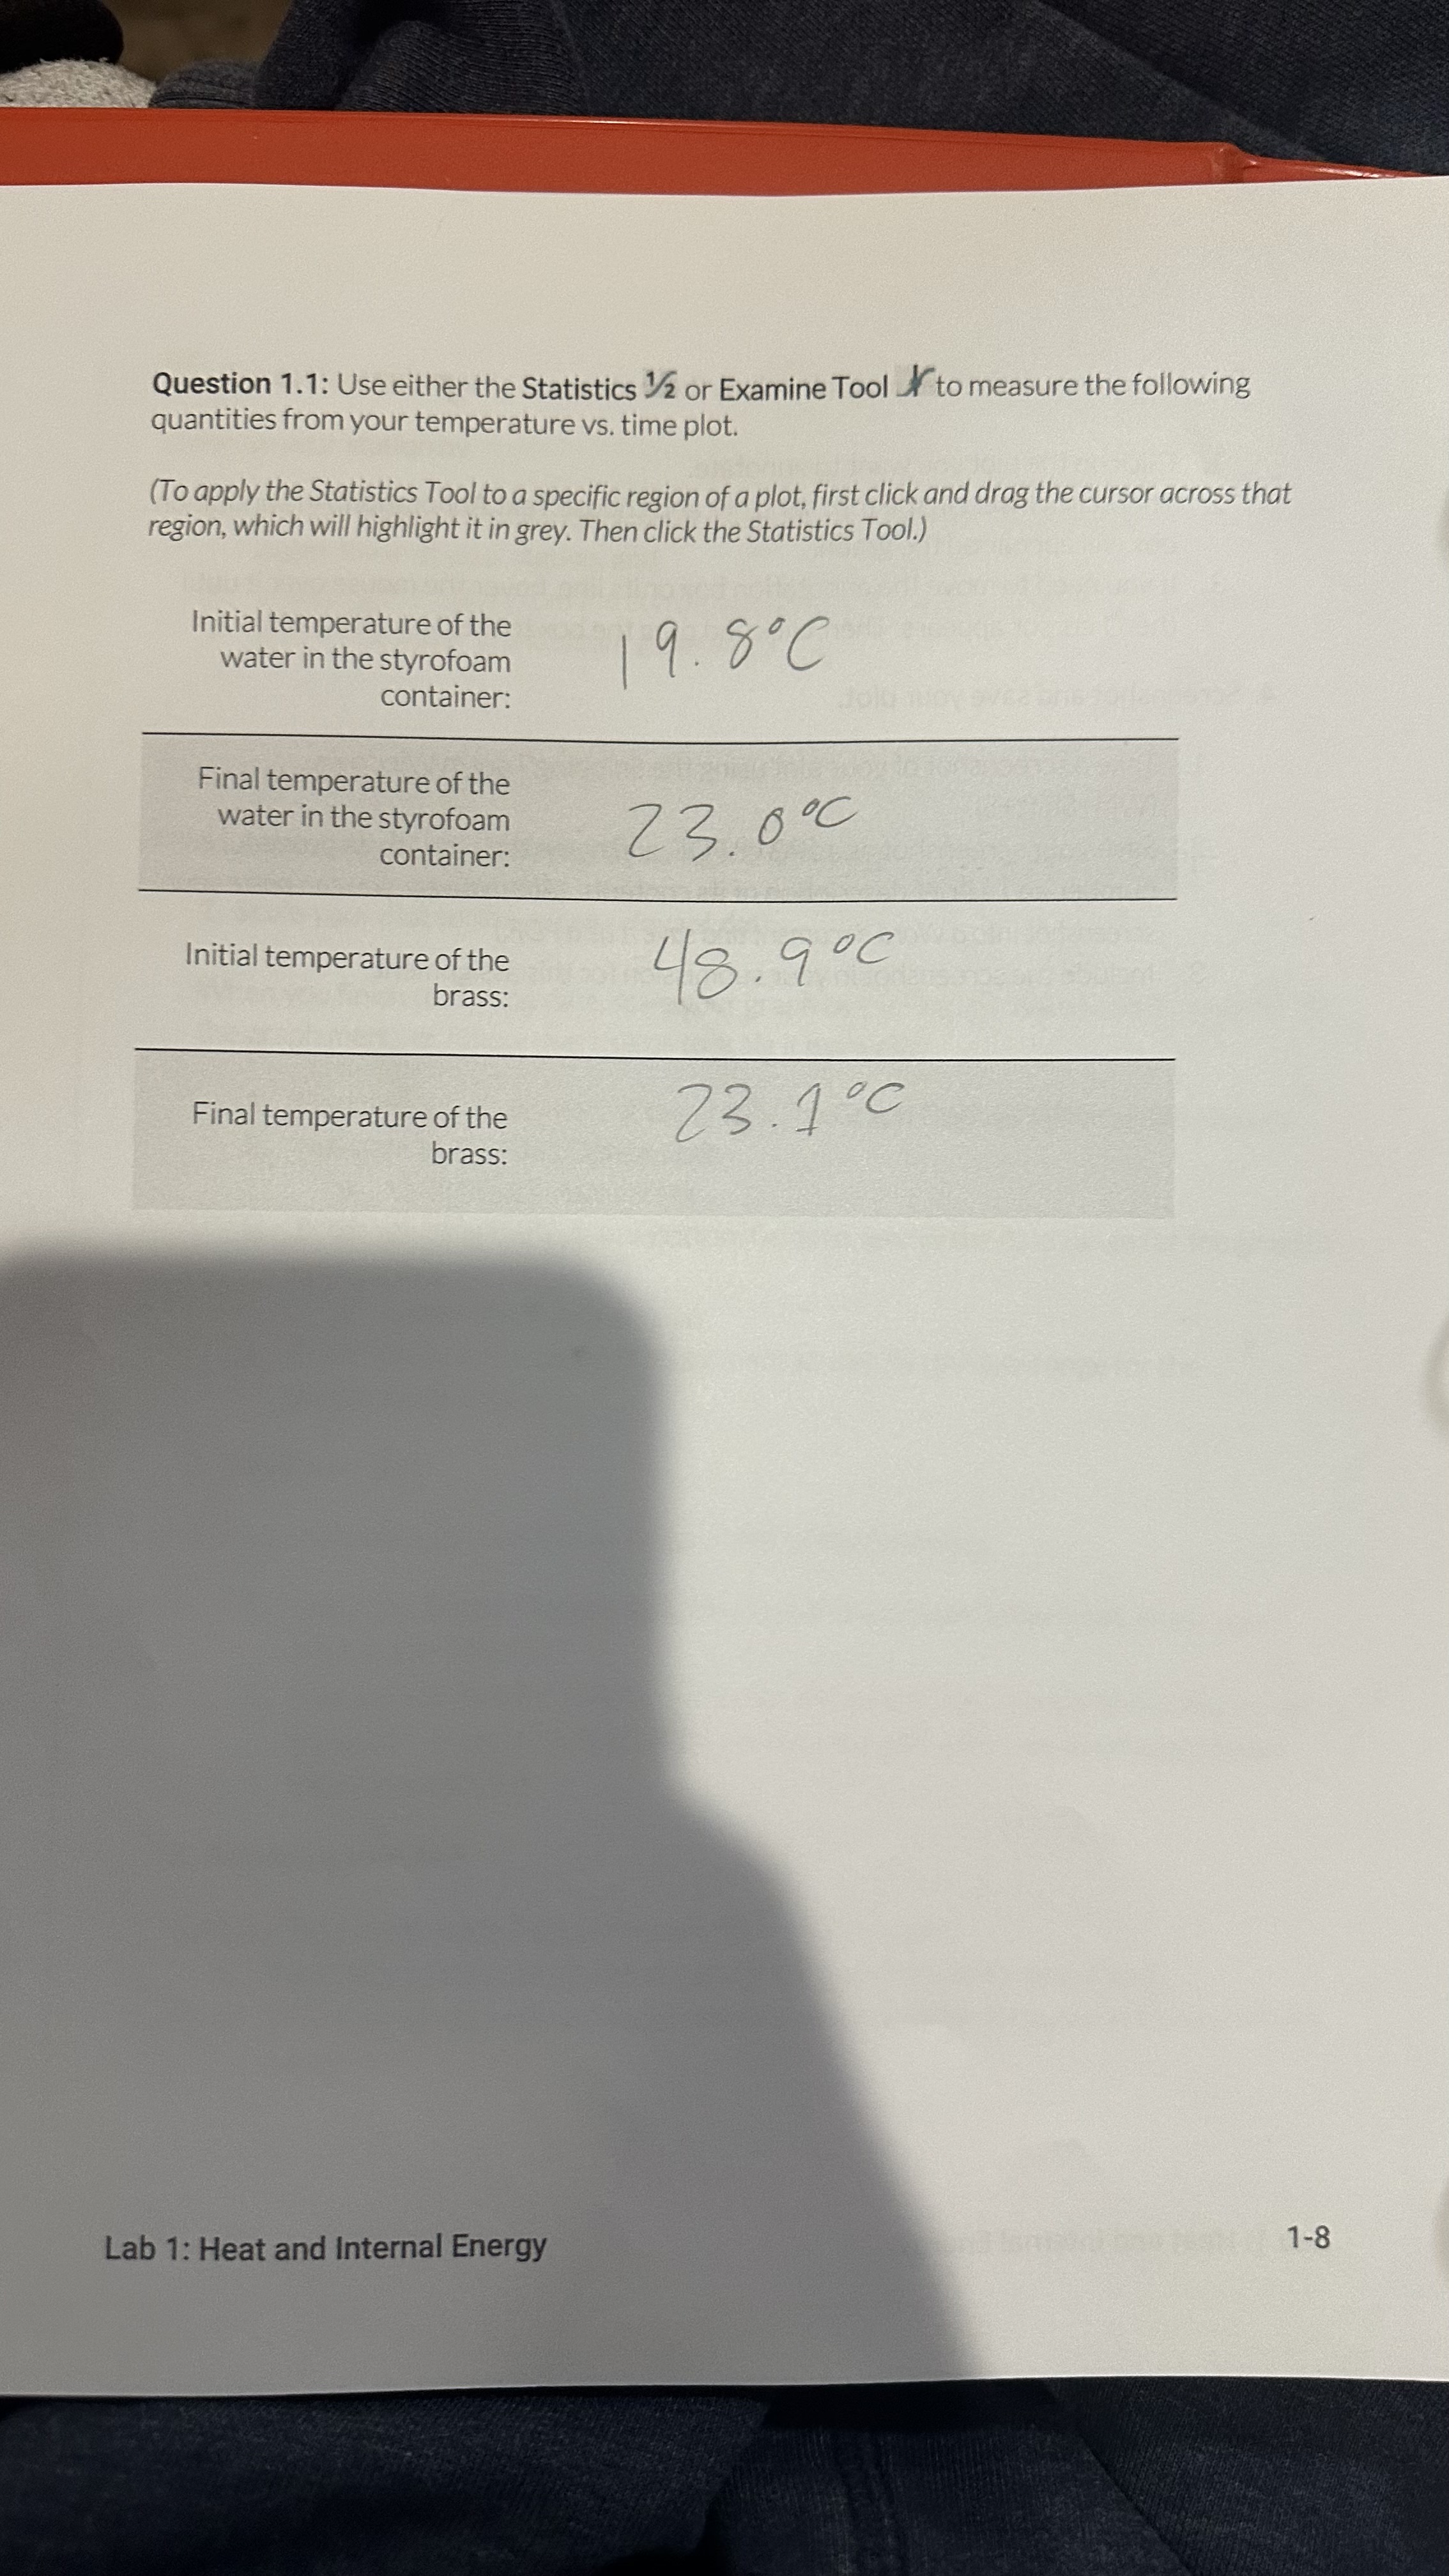 Question 1.1: Use either the Statistics ½ or Examine Tool to measure the following
quantities from your temperature vs. time plot.
(To apply the Statistics Tool to a specific region of a plot, first click and drag the cursor across that
region, which will highlight it in grey. Then click the Statistics Tool.)
Initial temperature of the
water in the styrofoam
container:
19.8°C
Final temperature of the
water in the styrofoam
container:
23.0°C
Initial temperature of the
brass:
48.9°C
Final temperature of the
brass:
23.1°C
Lab 1: Heat and Internal Energy
1-8